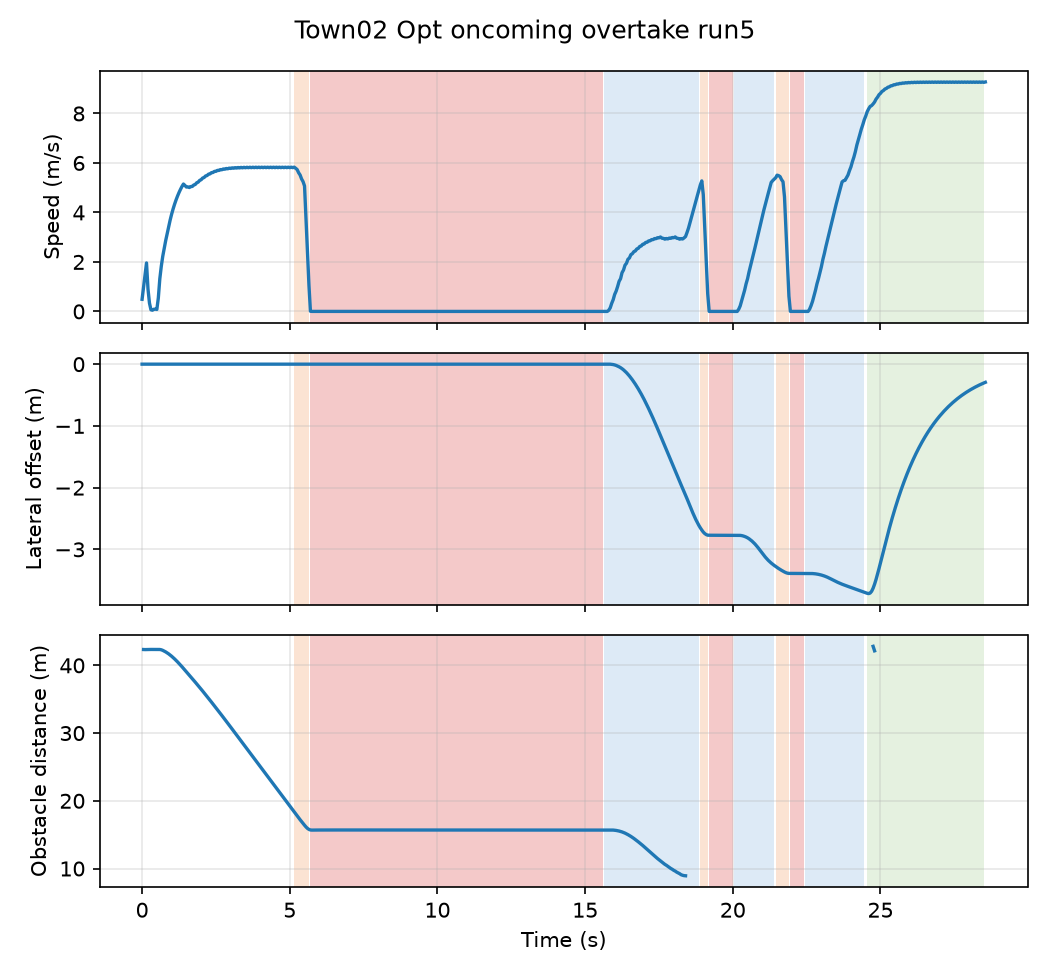 Town02 Opt oncoming overtake run5
Speed (m/s)
8
6
4
2
0
Lateral offset (m)
0
−1
−2
−3
Obstacle distance (m)
40
30
20
10
0 5 10 15 20 25
Time (s)